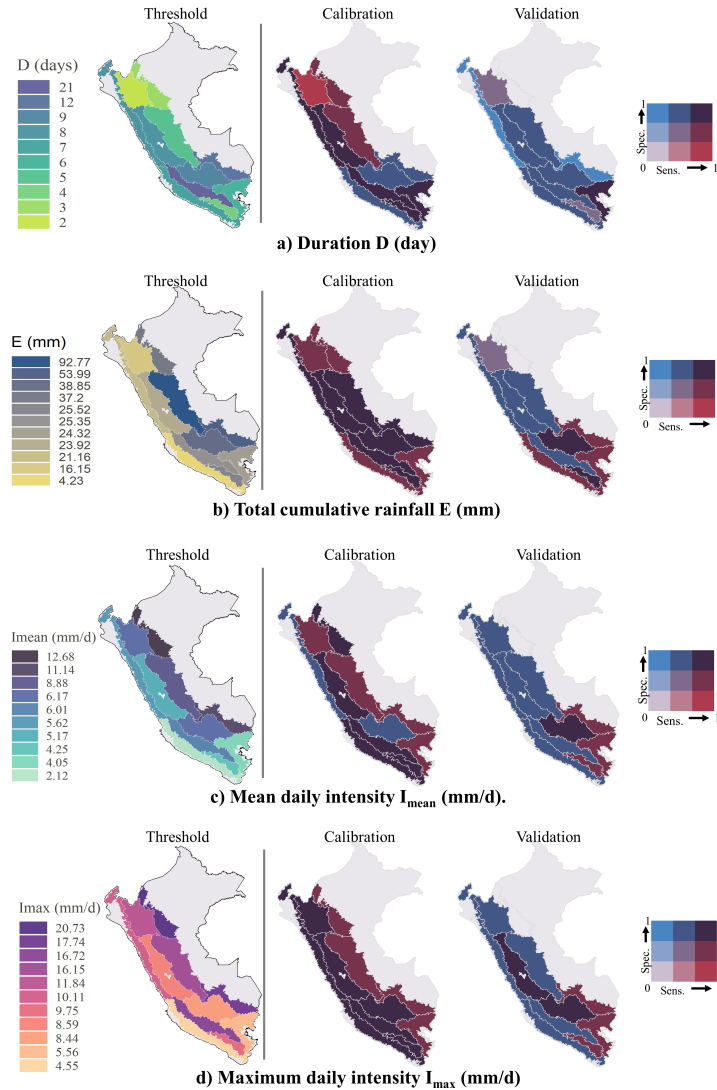 Threshold Calibration Validation
D (days)
21
12
9
8
7
6
5
4
3
2
1
Spec.
0 Sens. 1
a) Duration D (day)
Threshold Calibration Validation
E (mm)
92.77
53.99
38.85
37.2
25.52
25.35
24.32
23.92
21.16
16.15
4.23
1
Spec.
0 Sens.
b) Total cumulative rainfall E (mm)
Threshold Calibration Validation
Imean (mm/d)
12.68
11.14
8.88
6.17
6.01
5.62
5.17
4.25
4.05
2.12
1
Spec.
0 Sens.
c) Mean daily intensity Imean (mm/d).
Threshold Calibration Validation
Imax (mm/d)
20.73
17.74
16.72
16.15
11.84
10.11
9.75
8.59
8.44
5.56
4.55
1
Spec.
0 Sens.
d) Maximum daily intensity Imax (mm/d)